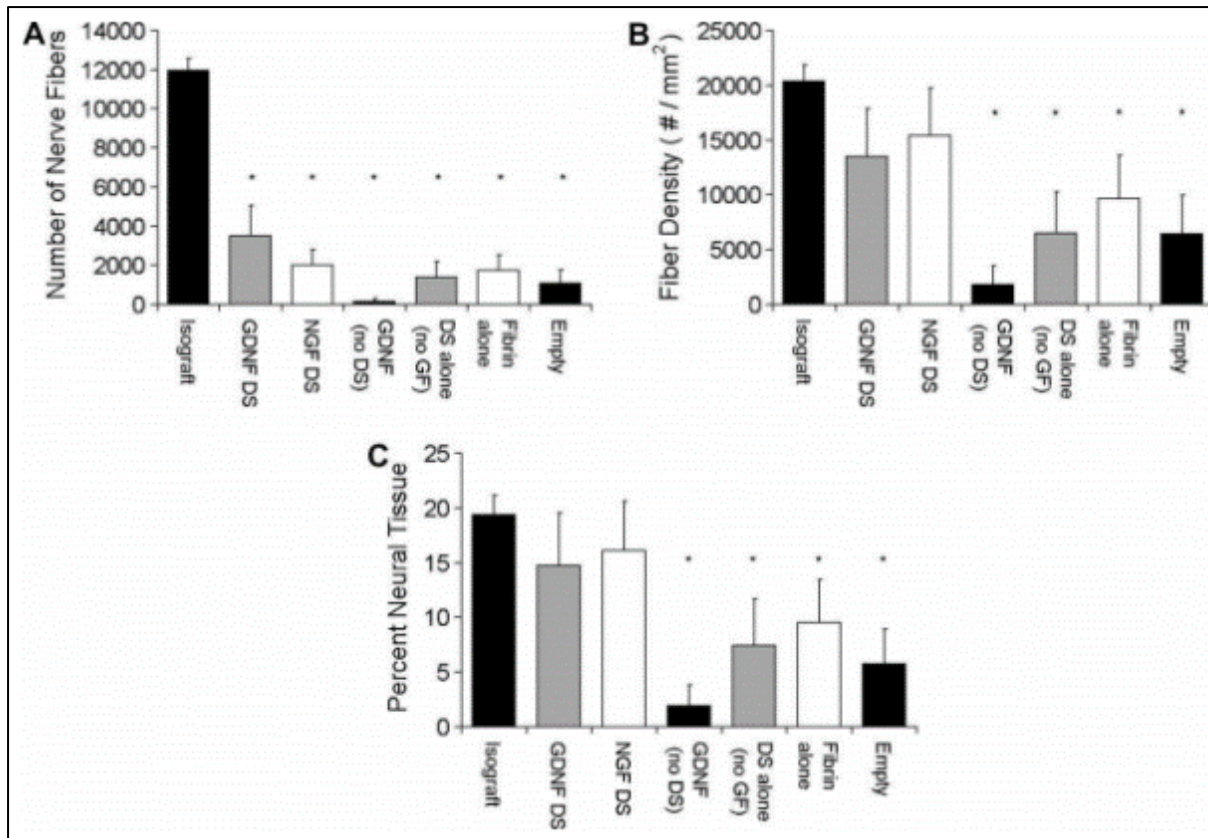 A
Number of Nerve Fibers
14000
12000
10000
8000
6000
4000
2000
0
Isograft
GDNF DS
NGF DS
GDNF
(no DS)
DS alone
(no GF)
Fibrin
alone
Empty
* * * * * *
B
Fiber Density ( # / mm²)
25000
20000
15000
10000
5000
0
Isograft
GDNF DS
NGF DS
GDNF
(no DS)
DS alone
(no GF)
Fibrin
alone
Empty
* * * *
C
Percent Neural Tissue
25
20
15
10
5
0
Isograft
GDNF DS
NGF DS
GDNF
(no DS)
DS alone
(no GF)
Fibrin
alone
Empty
* * * *